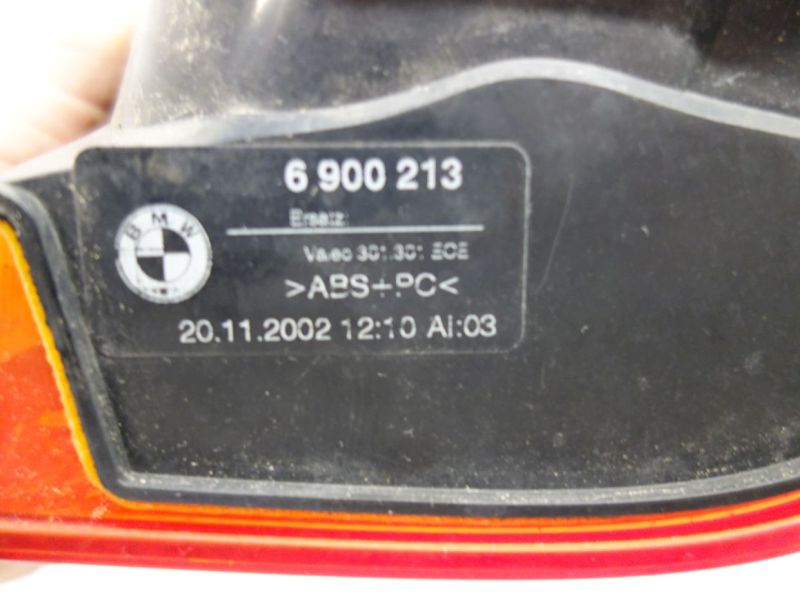 6 900 213
Ersatz:
BMW
Valeo 301.301 ECE
>ABS+PC<
20.11.2002 12:10 AI:03